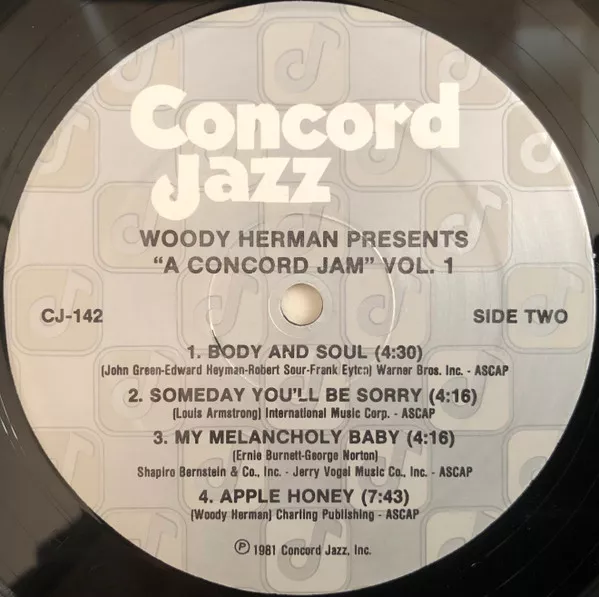 Concord
Jazz
WOODY HERMAN PRESENTS
"A CONCORD JAM" VOL. 1
CJ-142
SIDE TWO
1. BODY AND SOUL (4:30)
(John Green-Edward Heyman-Robert Sour-Frank Eyton) Warner Bros. Inc. - ASCAP
2. SOMEDAY YOU'LL BE SORRY (4:16)
(Louis Armstrong) International Music Corp. - ASCAP
3. MY MELANCHOLY BABY (4:16)
(Ernie Burnett-George Norton)
Shapiro Bernstein & Co., Inc. - Jerry Vogel Music Co., Inc. - ASCAP
4. APPLE HONEY (7:43)
(Woody Herman) Charling Publishing - ASCAP
℗ 1981 Concord Jazz, Inc.